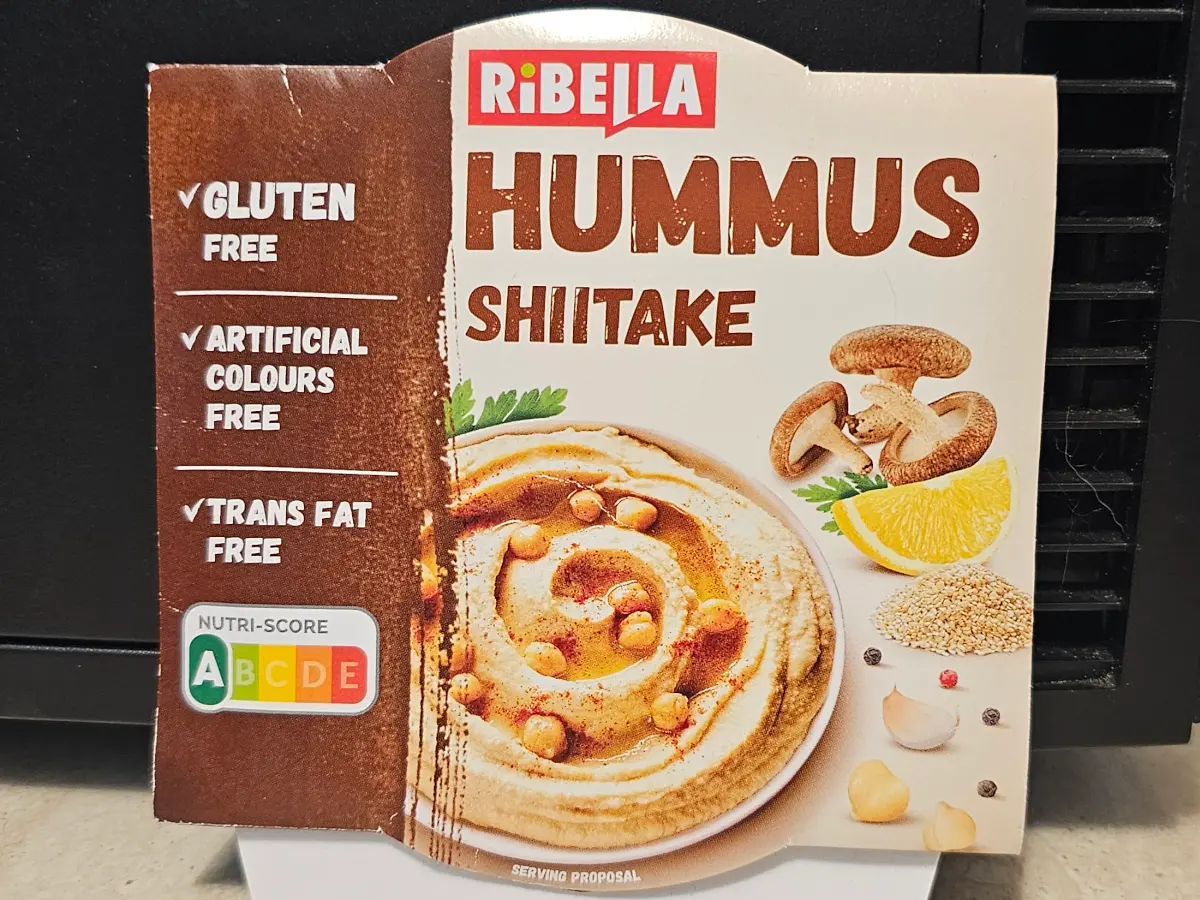 RiBELLA
HUMMUS
SHIITAKE
✓GLUTEN
FREE
✓ARTIFICIAL
COLOURS
FREE
✓TRANS FAT
FREE
NUTRI-SCORE
A B C D E
SERVING PROPOSAL